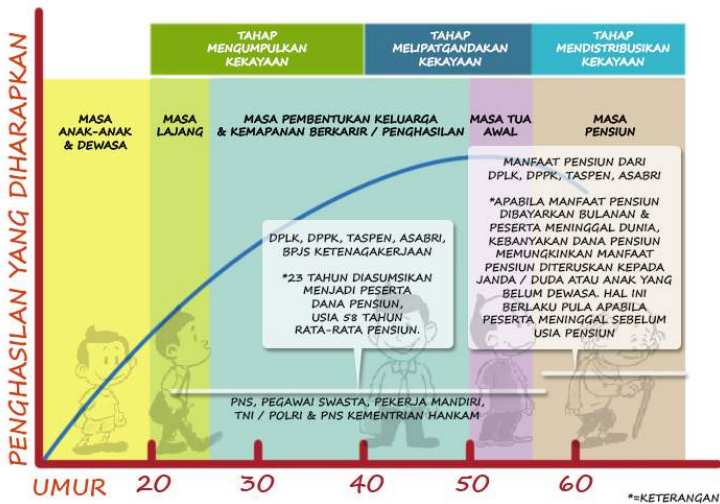 TAHAP
MENGUMPULKAN
KEKAYAAN
TAHAP
MELIPATGANDAKAN
KEKAYAAN
TAHAP
MENDISTRIBUSIKAN
KEKAYAAN
PENGHASILAN YANG DIHARAPKAN
MASA
ANAK-ANAK
& DEWASA
MASA
LAJANG
MASA PEMBENTUKAN KELUARGA
& KEMAPANAN BERKARIR / PENGHASILAN
MASA TUA
AWAL
MASA
PENSIUN
MANFAAT PENSIUN DARI
DPLK, DPPK, TASPEN, ASABRI
*APABILA MANFAAT PENSIUN
DIBAYARKAN BULANAN &
PESERTA MENINGGAL DUNIA,
KEBANYAKAN DANA PENSIUN
MEMUNGKINKAN MANFAAT
PENSIUN DITERUSKAN KEPADA
JANDA / DUDA ATAU ANAK YANG
BELUM DEWASA. HAL INI
BERLAKU PULA APABILA
PESERTA MENINGGAL SEBELUM
USIA PENSIUN
DPLK, DPPK, TASPEN, ASABRI,
BPJS KETENAGAKERJAAN
*23 TAHUN DIASUMSIKAN
MENJADI PESERTA
DANA PENSIUN,
USIA 58 TAHUN
RATA-RATA PENSIUN.
PNS, PEGAWAI SWASTA, PEKERJA MANDIRI,
TNI / POLRI & PNS KEMENTRIAN HANKAM
UMUR 20 30 40 50 60
*=KETERANGAN